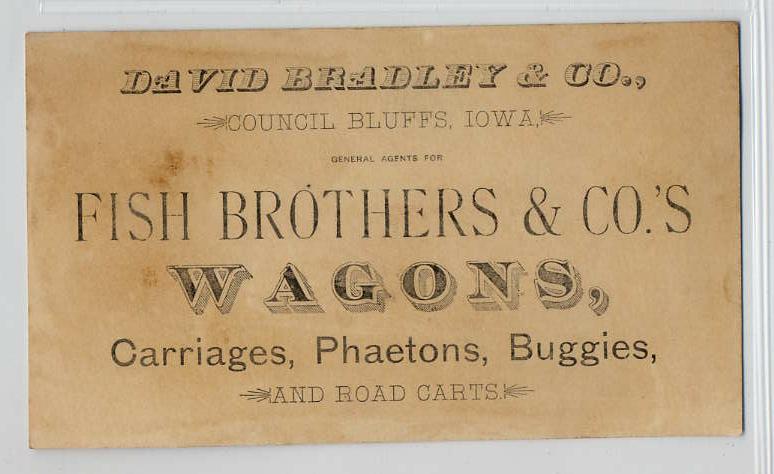 DAVID BRADLEY & CO.,
COUNCIL BLUFFS, IOWA,
GENERAL AGENTS FOR
FISH BROTHERS & CO.'S
WAGONS,
Carriages, Phaetons, Buggies,
AND ROAD CARTS.